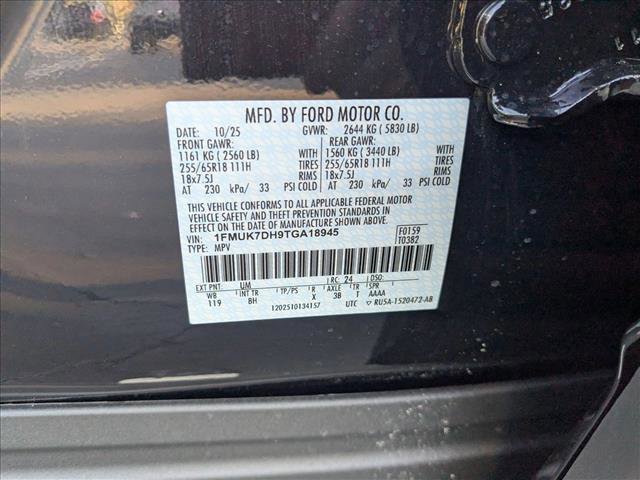 MFD. BY FORD MOTOR CO.
DATE: 10/25 GVWR: 2644 KG ( 5830 LB)
FRONT GAWR: REAR GAWR:
1161 KG ( 2560 LB) WITH 1560 KG ( 3440 LB) WITH
255/65R18 111H TIRES 255/65R18 111H TIRES
18x7.5J RIMS 18x7.5J RIMS
AT 230 kPa/ 33 PSI COLD AT 230 kPa/ 33 PSI COLD
THIS VEHICLE CONFORMS TO ALL APPLICABLE FEDERAL MOTOR
VEHICLE SAFETY, BUMPER, AND THEFT PREVENTION STANDARDS IN
EFFECT ON THE DATE OF MANUFACTURE SHOWN ABOVE.
VIN: 1FMUK7DH9TGA18945 F0159
TYPE: MPV T0382
EXT PNT: UM RC: 24 DSO:
WB INT TR TP/PS R AXLE TR SPR
119 8H X 3B T AAAA
1202510134157 UTC RU5A-1520472-AB